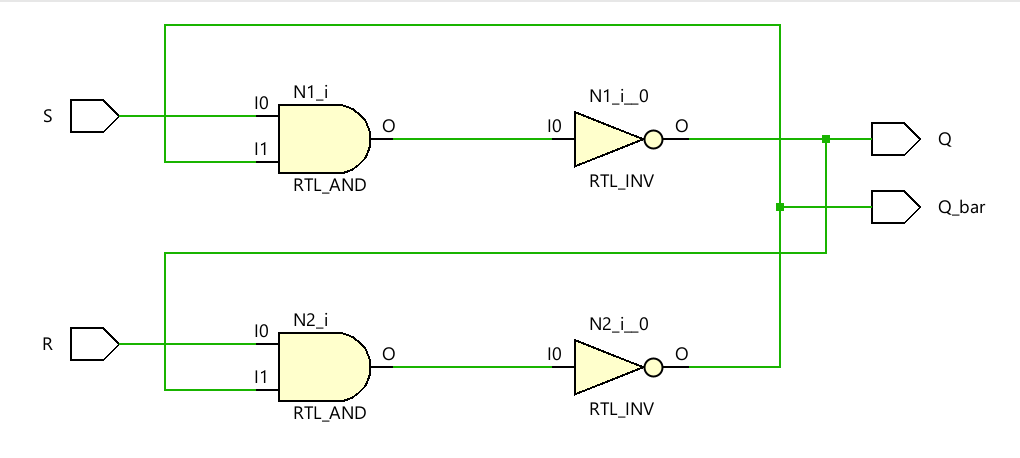 N1_i
N1_i__0
S
I0
O
I0
O
Q
I1
RTL_AND
RTL_INV
Q_bar
N2_i
N2_i__0
R
I0
O
I0
O
I1
RTL_AND
RTL_INV